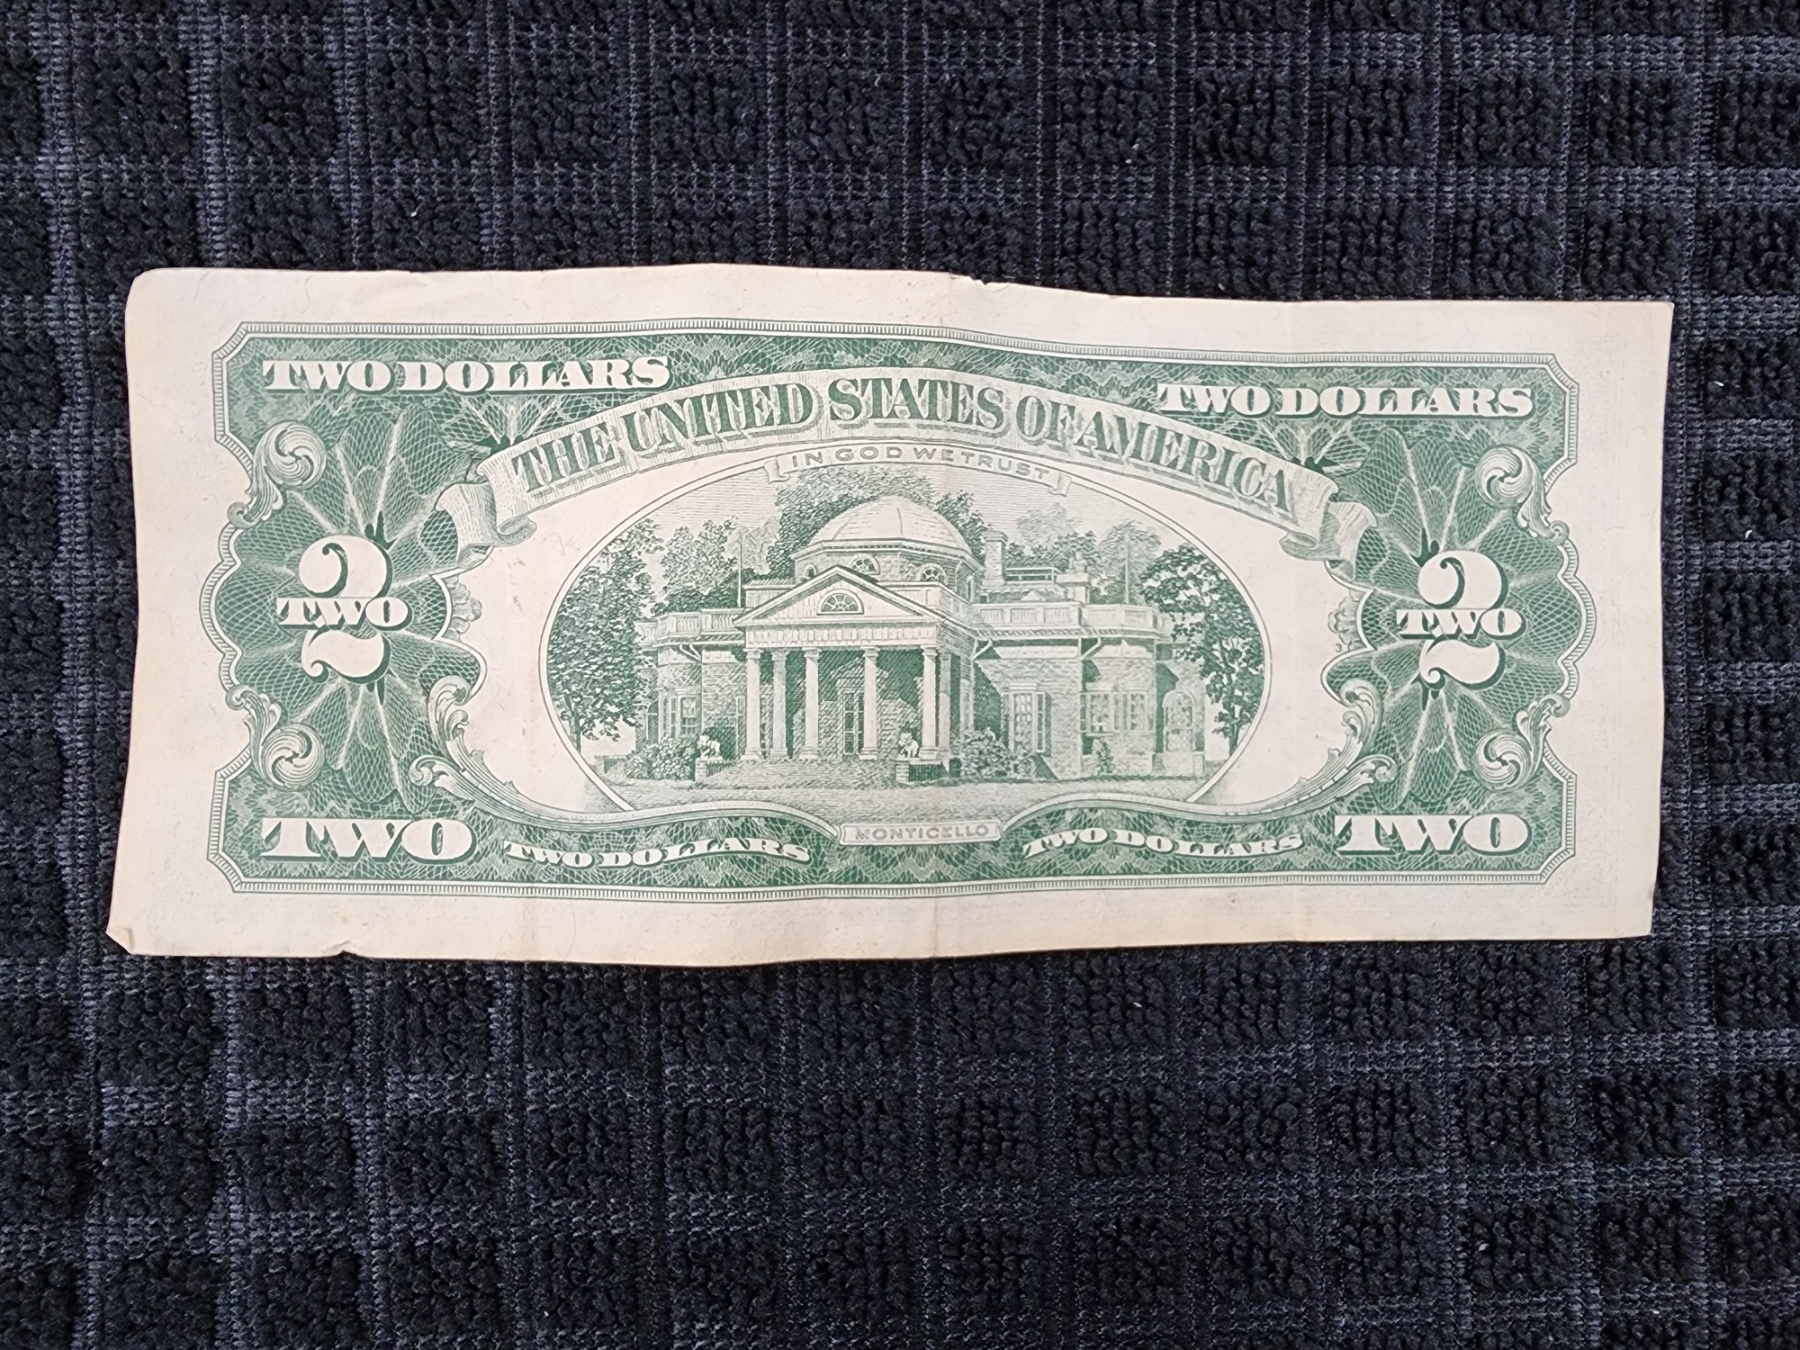 TWO DOLLARS
TWO DOLLARS
THE UNITED STATES OF AMERICA
IN GOD WE TRUST
2
TWO
2
TWO
TWO
TWO DOLLARS
MONTICELLO
TWO DOLLARS
TWO